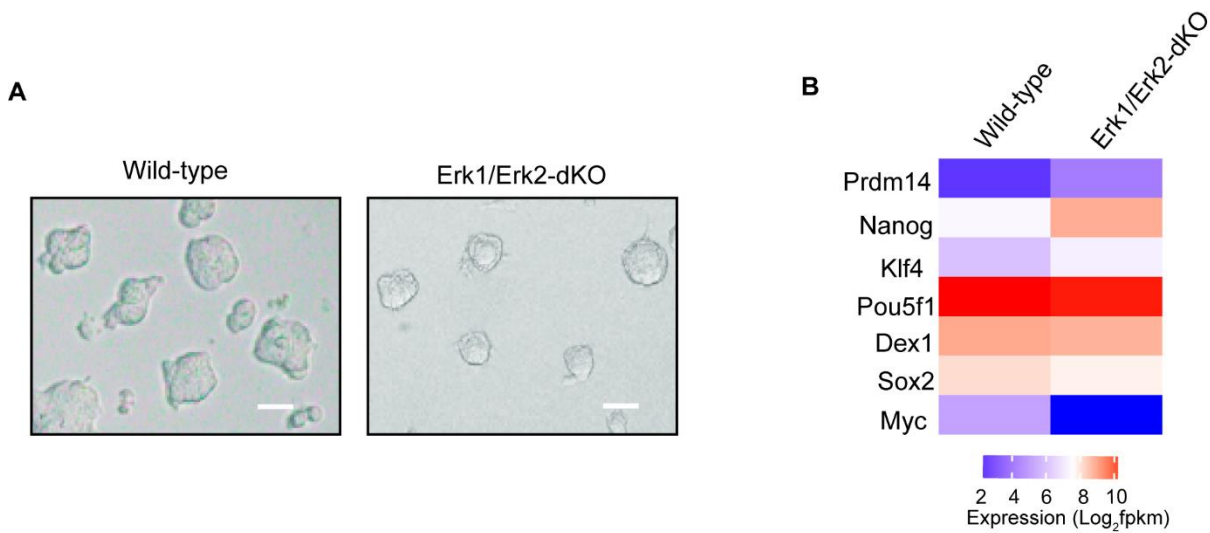 A
Wild-type
Erk1/Erk2-dKO
B
Wild-type
Erk1/Erk2-dKO
Prdm14
Nanog
Klf4
Pou5f1
Dex1
Sox2
Myc
2 4 6 8 10
Expression (Log₂fpkm)